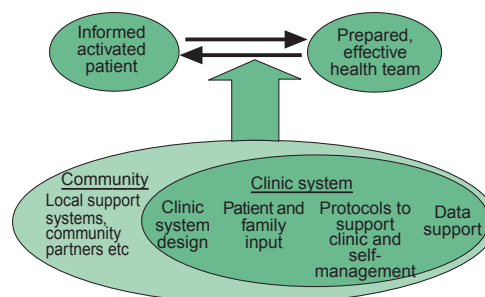 Informed
activated
patient
Prepared,
effective
health team
Community
Local support
systems,
community
partners etc
Clinic system
Clinic
system
design
Patient and
family
input
Protocols to
support
clinic and
self-
management
Data
support